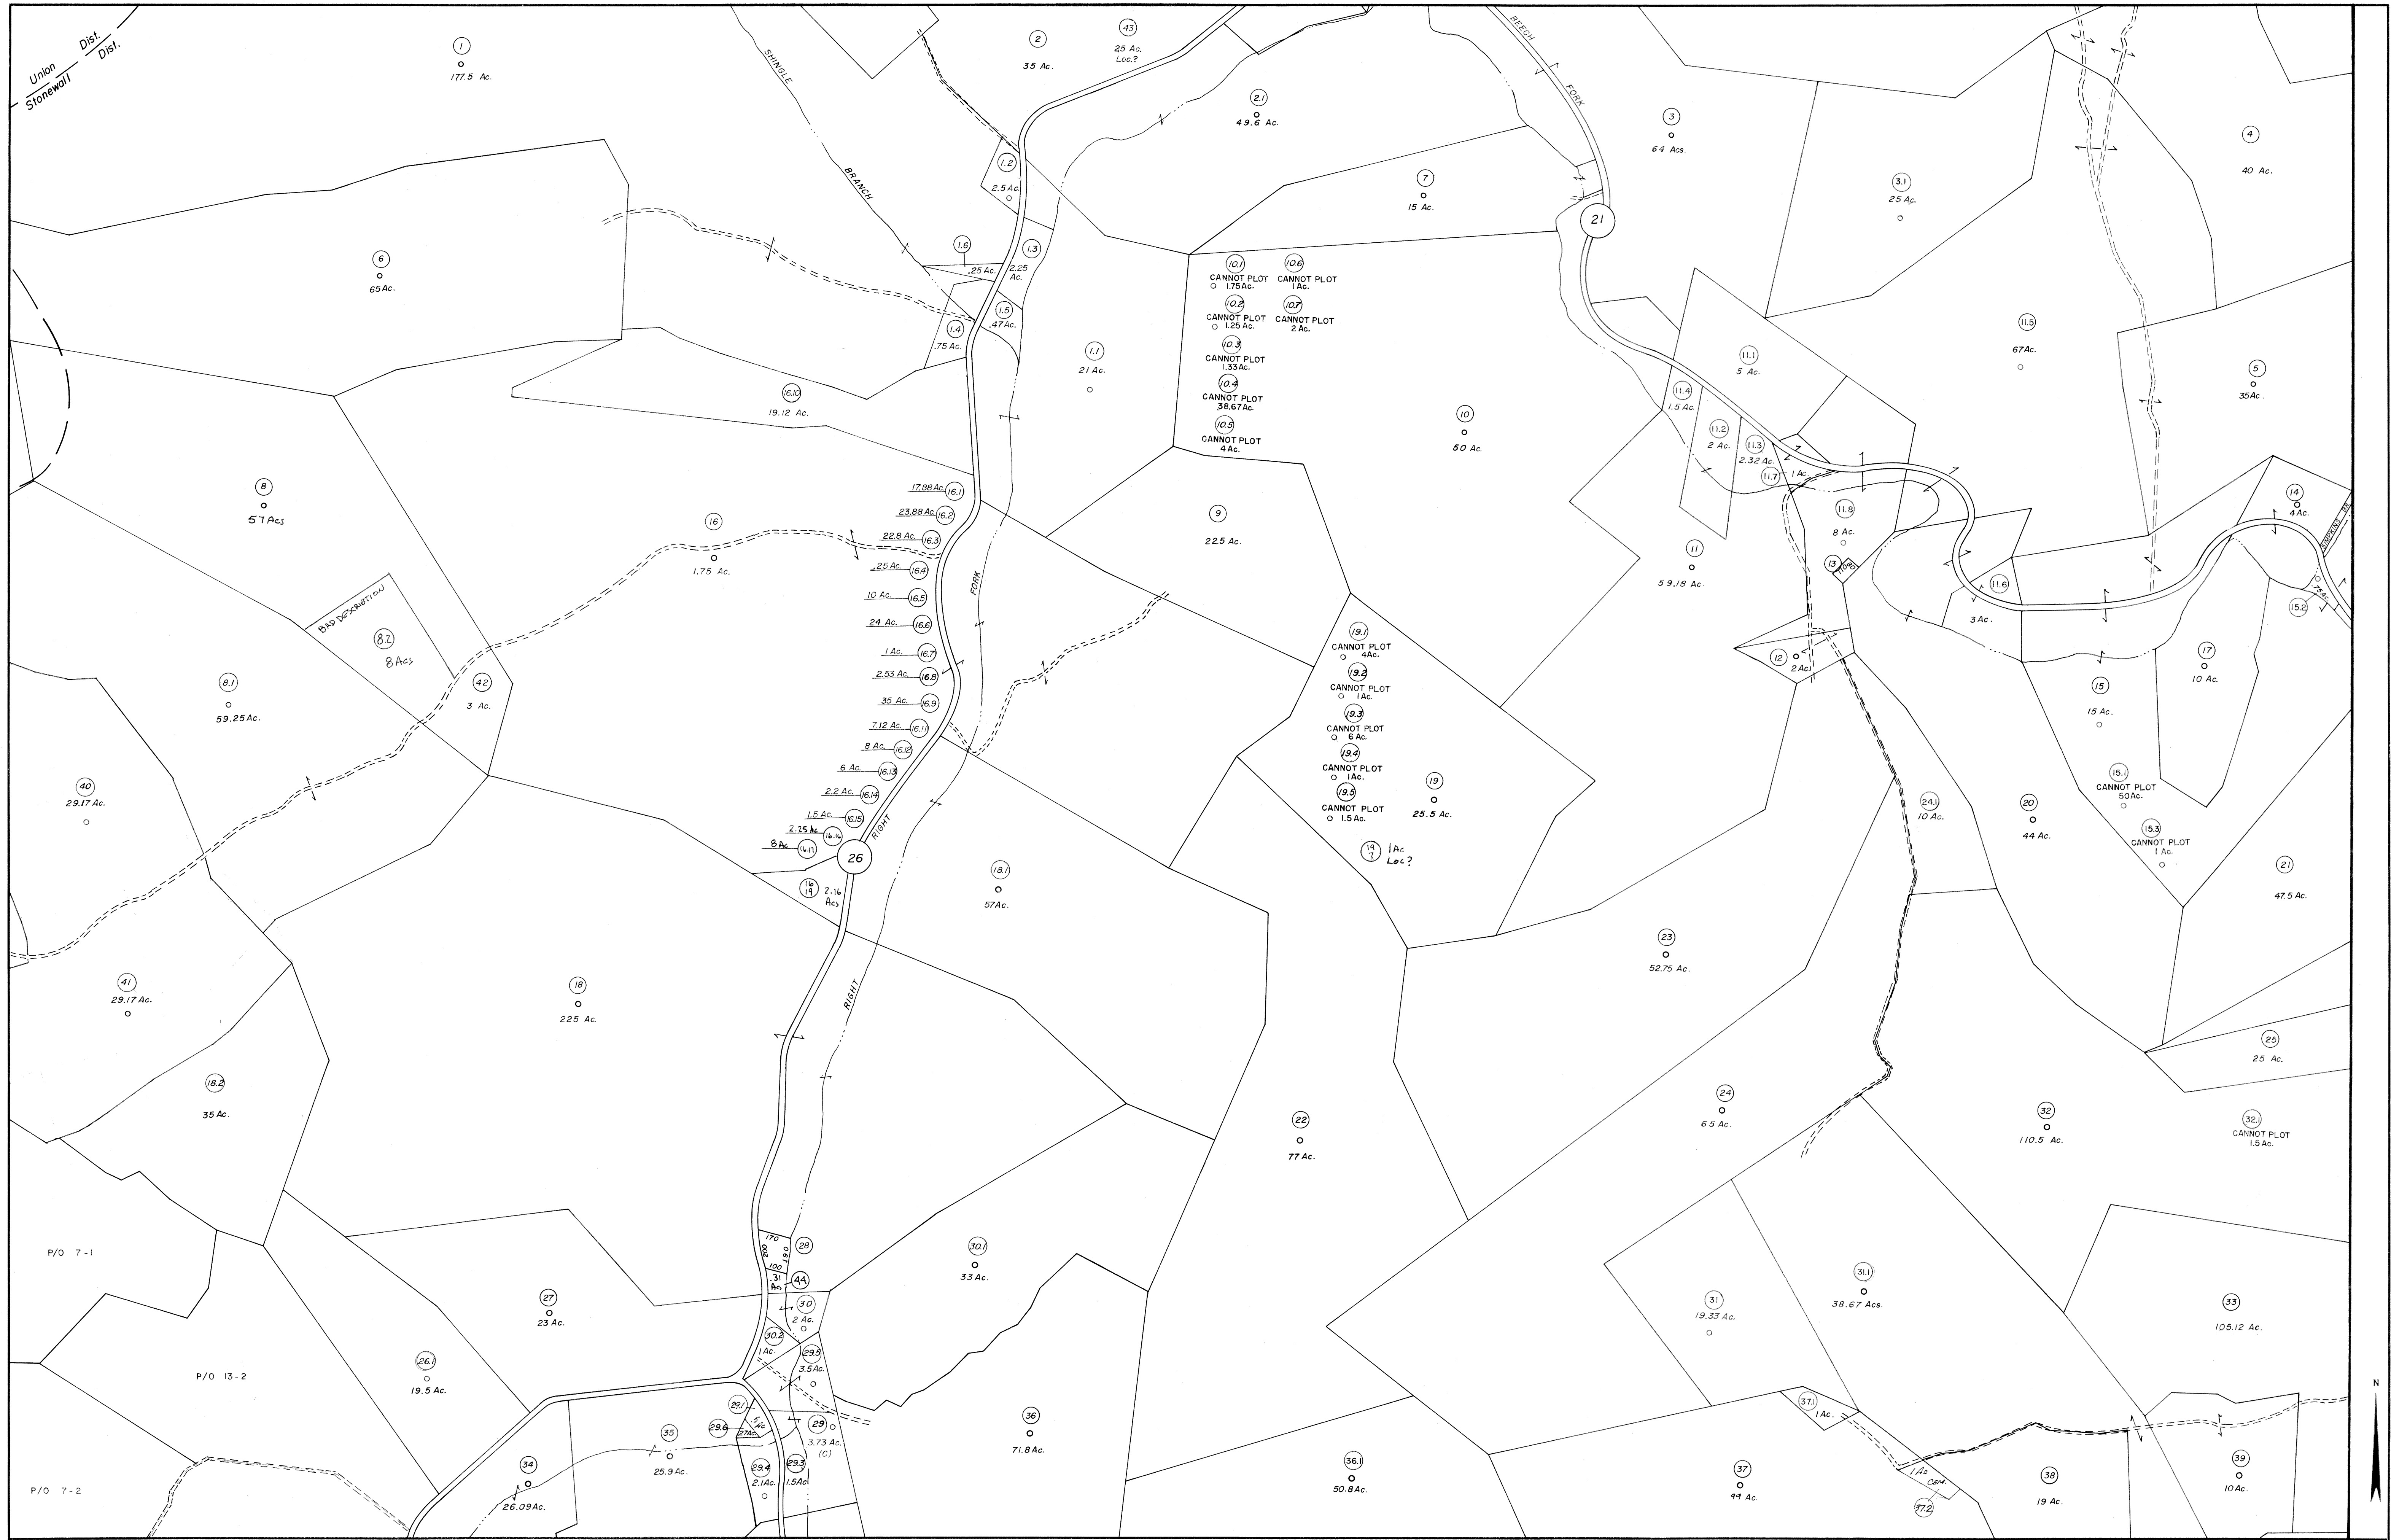 Union Dist.
Stonewall Dist.
1
177.5 Ac.
SHINGLE
BRANCH
2
35 Ac.
43
25 Ac.
Loc.?
2.1
49.6 Ac.
BEECH
FORK
3
64 Acs.
3.1
25 Ac.
4
40 Ac.
1.2
2.5 Ac.
7
15 Ac.
21
6
65 Ac.
1.6
.25 Ac.
1.3
2.25
Ac.
1.5
.47 Ac.
1.4
.75 Ac.
1.1
21 Ac.
10.1
CANNOT PLOT
1.75 Ac.
10.6
CANNOT PLOT
1 Ac.
10.2
CANNOT PLOT
1.25 Ac.
10.7
CANNOT PLOT
2 Ac.
10.3
CANNOT PLOT
1.33 Ac.
10.4
CANNOT PLOT
38.67 Ac.
10.5
CANNOT PLOT
4 Ac.
10
50 Ac.
11.1
5 Ac.
11.4
1.5 Ac.
11.2
2 Ac.
11.3
2.32 Ac.
11.7
1 Ac.
11.5
67 Ac.
5
35 Ac.
16.10
19.12 Ac.
8
57 Acs
16
1.75 Ac.
17.88 Ac. 16.1
23.88 Ac. 16.2
22.8 Ac. 16.3
.25 Ac. 16.4
10 Ac. 16.5
24 Ac. 16.6
1 Ac. 16.7
2.53 Ac. 16.8
35 Ac. 16.9
7.12 Ac. 16.11
8 Ac. 16.12
6 Ac. 16.13
2.2 Ac. 16.14
1.5 Ac. 16.15
2.25 Ac 16.16
8 Ac 16.17
26
RIGHT
FORK
9
22.5 Ac.
11
59.18 Ac.
11.8
8 Ac.
13
11.6
3 Ac.
14
4 Ac.
15.2
.75 Ac.
12
2 Ac.
17
10 Ac.
15
15 Ac.
15.1
CANNOT PLOT
50 Ac.
15.3
CANNOT PLOT
1 Ac.
BAD DESCRIPTION
8.2
8 Acs
42
3 Ac.
8.1
59.25 Ac.
40
29.17 Ac.
41
29.17 Ac.
19.1
CANNOT PLOT
4 Ac.
19.2
CANNOT PLOT
1 Ac.
19.3
CANNOT PLOT
6 Ac.
19.4
CANNOT PLOT
1 Ac.
19.5
CANNOT PLOT
1.5 Ac.
19
25.5 Ac.
19
7
1 Ac
Loc?
24.1
10 Ac.
20
44 Ac.
21
47.5 Ac.
16
19
2.16
Acs
18.1
57 Ac.
18
225 Ac.
RIGHT
23
52.75 Ac.
25
25 Ac.
18.2
35 Ac.
22
77 Ac.
24
65 Ac.
32
110.5 Ac.
32.1
CANNOT PLOT
1.5 Ac.
P/O 7-1
170
200
190
28
100
.31
Ac
44
30
2 Ac.
30.2
1 Ac.
30.1
33 Ac.
27
23 Ac.
31
19.33 Ac.
31.1
38.67 Acs.
33
105.12 Ac.
P/O 13-2
26.1
19.5 Ac.
29.5
3.5 Ac.
29.1
.5 Ac
29.6
.27 Ac.
29
3.73 Ac.
(C)
35
25.9 Ac.
36
71.8 Ac.
37.1
1 Ac.
P/O 7-2
34
26.09 Ac.
29.4
2.1 Ac.
29.3
1.5 Ac
36.1
50.8 Ac.
37
99 Ac.
1 Ac
CEM.
37.2
38
19 Ac.
39
10 Ac.
N